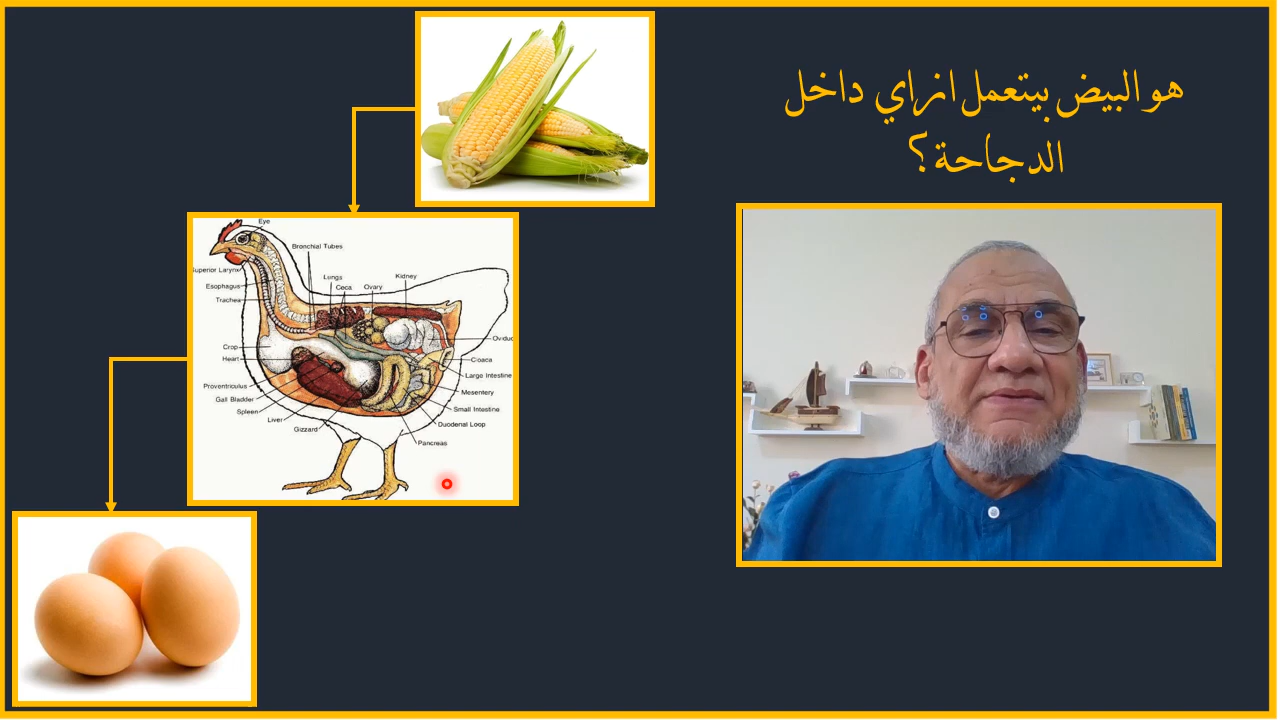 هو البيض بيتعمل ازاي داخل
الدجاجة؟
Eye
Bronchial Tubes
Superior Larynx
Lungs
Ceca
Ovary
Kidney
Esophagus
Trachea
Crop
Heart
Oviduc
Cloaca
Large Intestine
Proventriculus
Mesentery
Gall Bladder
Spleen
Small Intestine
Liver
Duodenal Loop
Gizzard
Pancreas